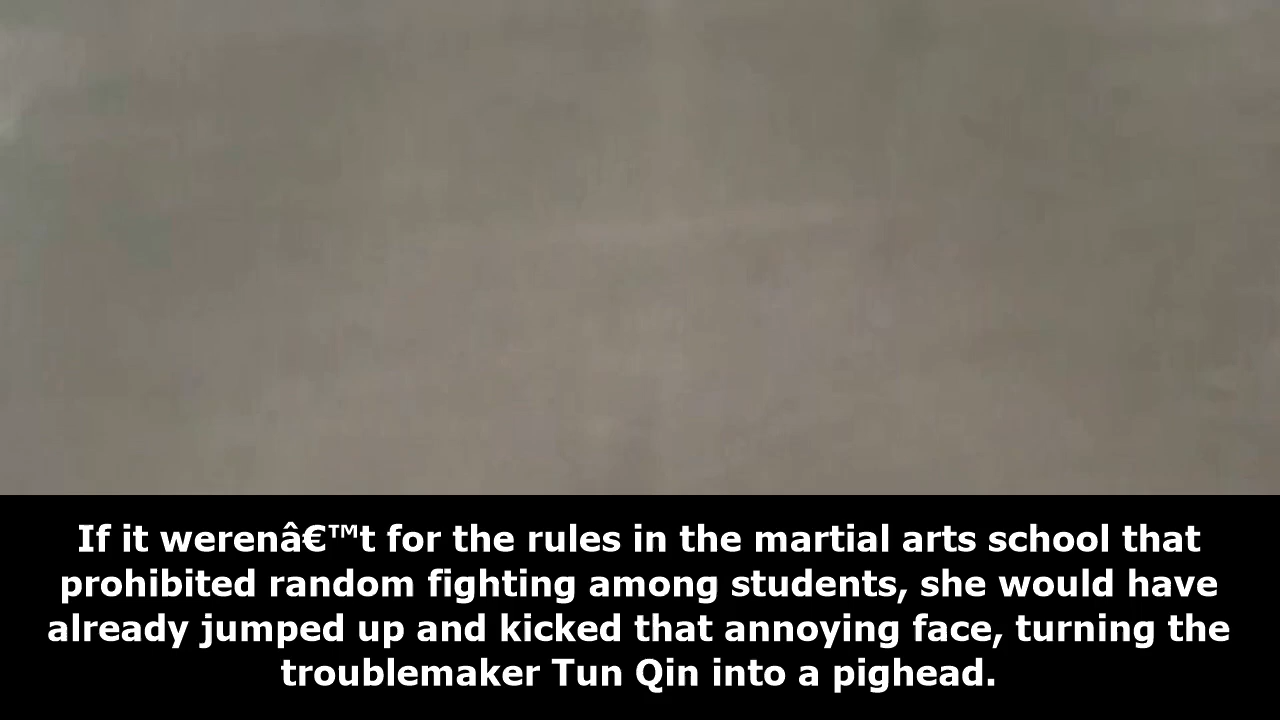 If it werenâ€™t for the rules in the martial arts school that
prohibited random fighting among students, she would have
already jumped up and kicked that annoying face, turning the
troublemaker Tun Qin into a pighead.